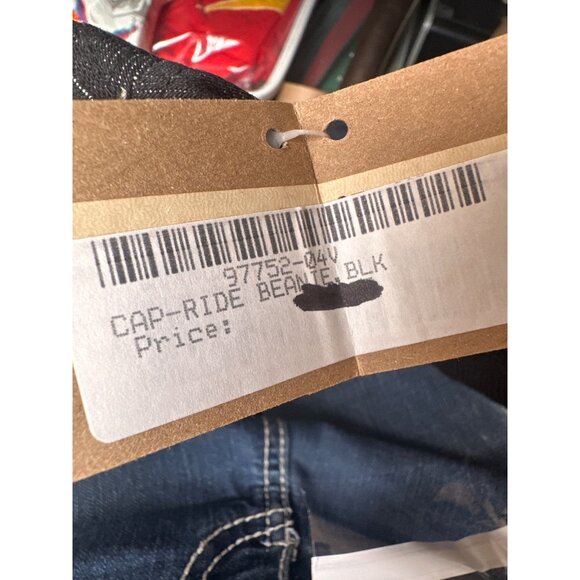 97752-04V
CAP-RIDE BEANIE,BLK
Price: